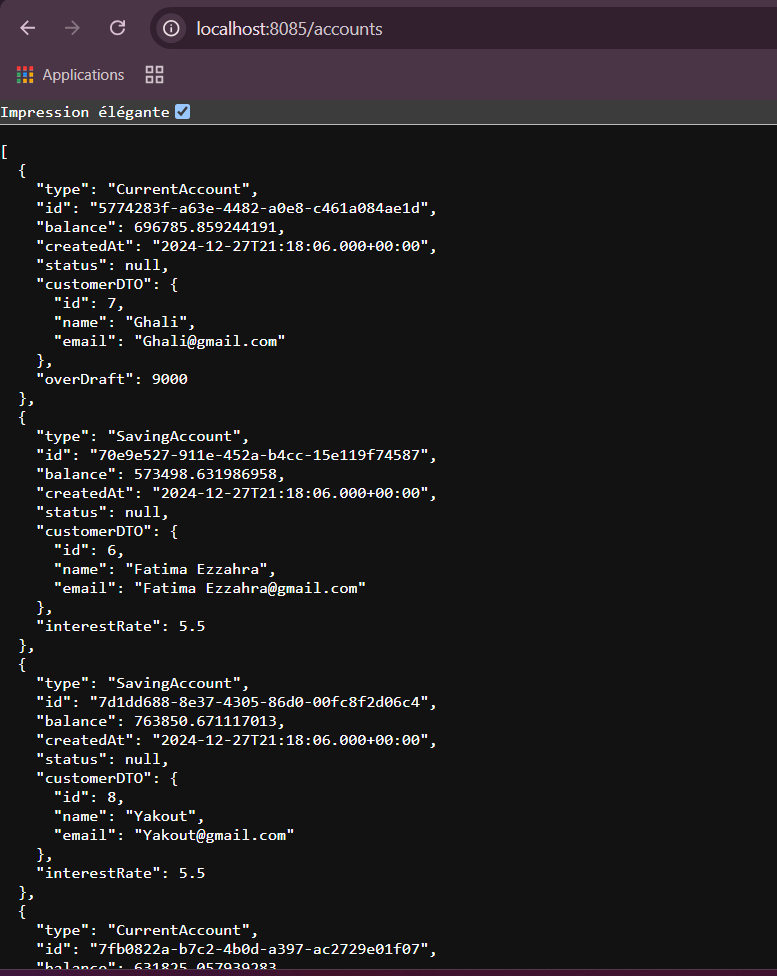 localhost:8085/accounts
Applications
Impression élégante
[
  {
    "type": "CurrentAccount",
    "id": "5774283f-a63e-4482-a0e8-c461a084ae1d",
    "balance": 696785.859244191,
    "createdAt": "2024-12-27T21:18:06.000+00:00",
    "status": null,
    "customerDTO": {
      "id": 7,
      "name": "Ghali",
      "email": "Ghali@gmail.com"
    },
    "overDraft": 9000
  },
  {
    "type": "SavingAccount",
    "id": "70e9e527-911e-452a-b4cc-15e119f74587",
    "balance": 573498.631986958,
    "createdAt": "2024-12-27T21:18:06.000+00:00",
    "status": null,
    "customerDTO": {
      "id": 6,
      "name": "Fatima Ezzahra",
      "email": "Fatima Ezzahra@gmail.com"
    },
    "interestRate": 5.5
  },
  {
    "type": "SavingAccount",
    "id": "7d1dd688-8e37-4305-86d0-00fc8f2d06c4",
    "balance": 763850.671117013,
    "createdAt": "2024-12-27T21:18:06.000+00:00",
    "status": null,
    "customerDTO": {
      "id": 8,
      "name": "Yakout",
      "email": "Yakout@gmail.com"
    },
    "interestRate": 5.5
  },
  {
    "type": "CurrentAccount",
    "id": "7fb0822a-b7c2-4b0d-a397-ac2729e01f07",
    "balance": 631825.057939283